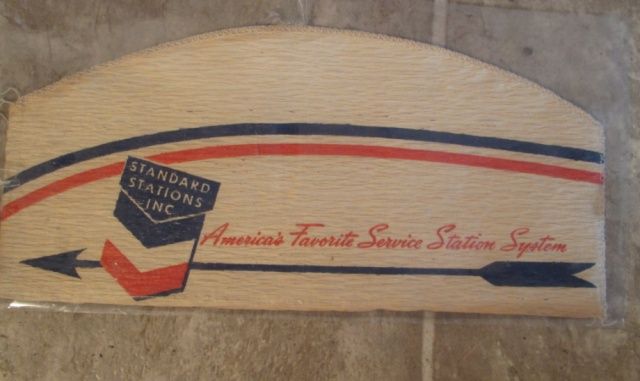 STANDARD
STATIONS
INC
America's Favorite Service Station System